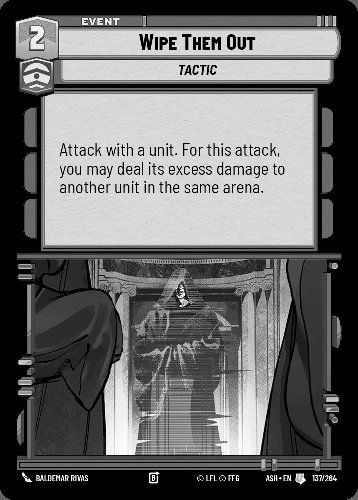 EVENT
2
WIPE THEM OUT
TACTIC
Attack with a unit. For this attack,
you may deal its excess damage to
another unit in the same arena.
BALDEMAR RIVAS
© LFL © FFG
ASH • EN
137/264